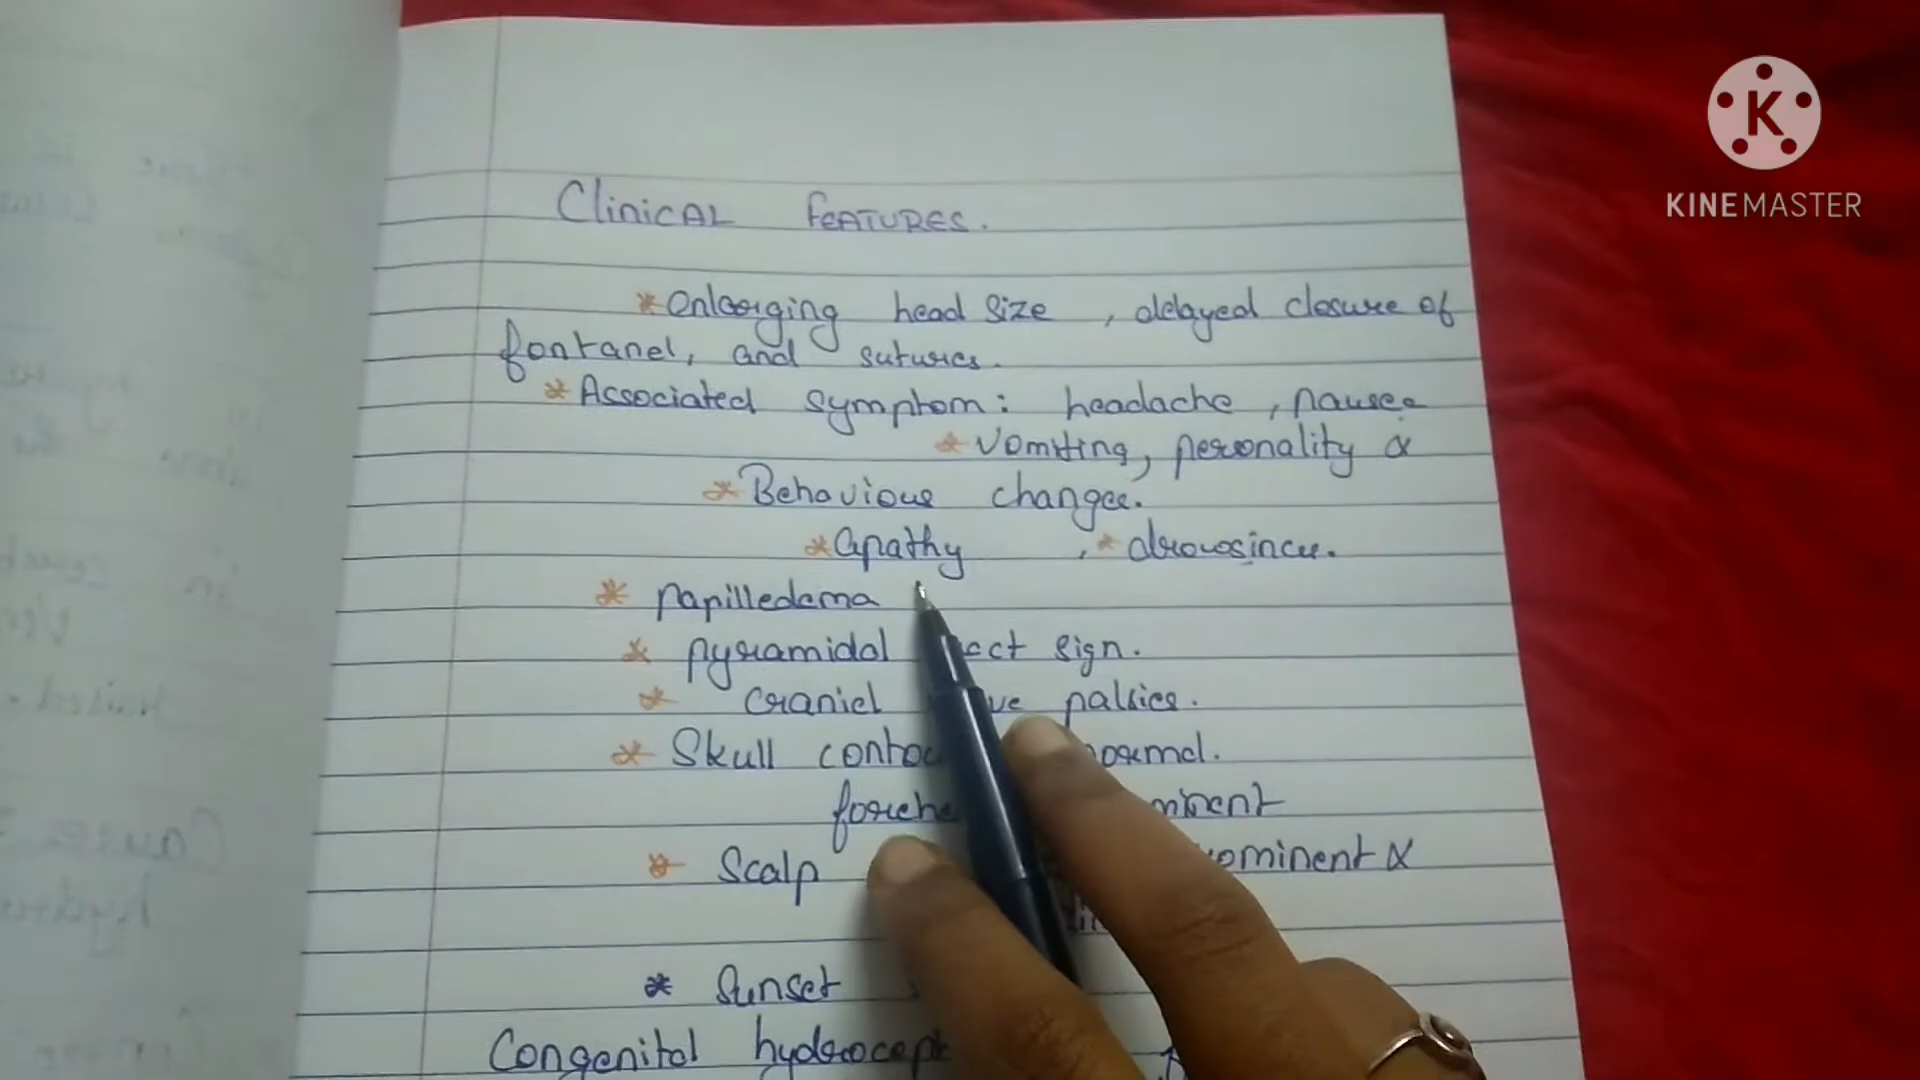 Clinical Features.
*Enlarging head size, delayed closure of
fontanel, and sutures.
*Associated symptom: headache, nausea
*Vomiting, personality &
*Behaviour changes.
*Apathy, *drowsiness.
*papilledema
*pyramidal sign.
*Cranial palsies.
*Skull
*Scalp prominent &
*Sunset
Congenital
KINEMASTER